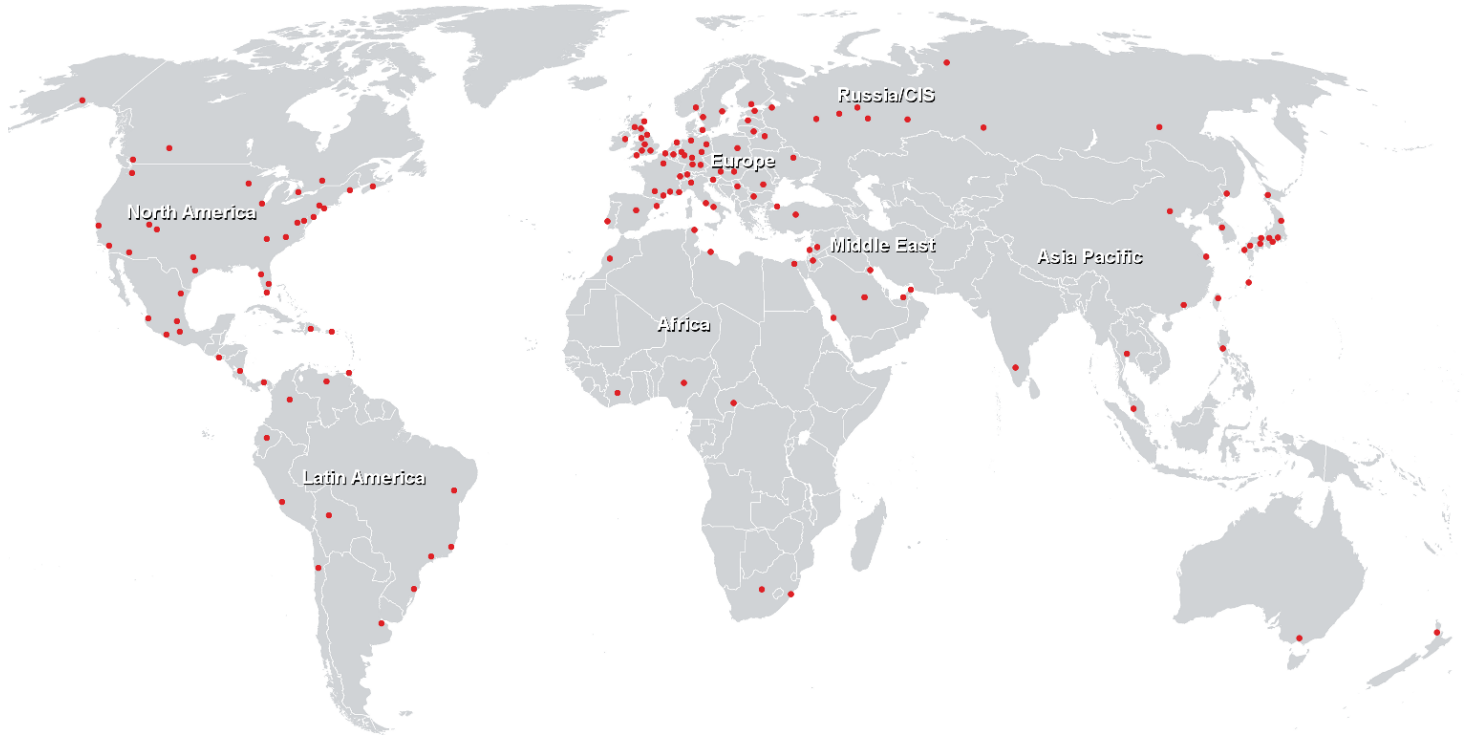 Russia/CIS
Europe
North America
Middle East
Asia Pacific
Africa
Latin America